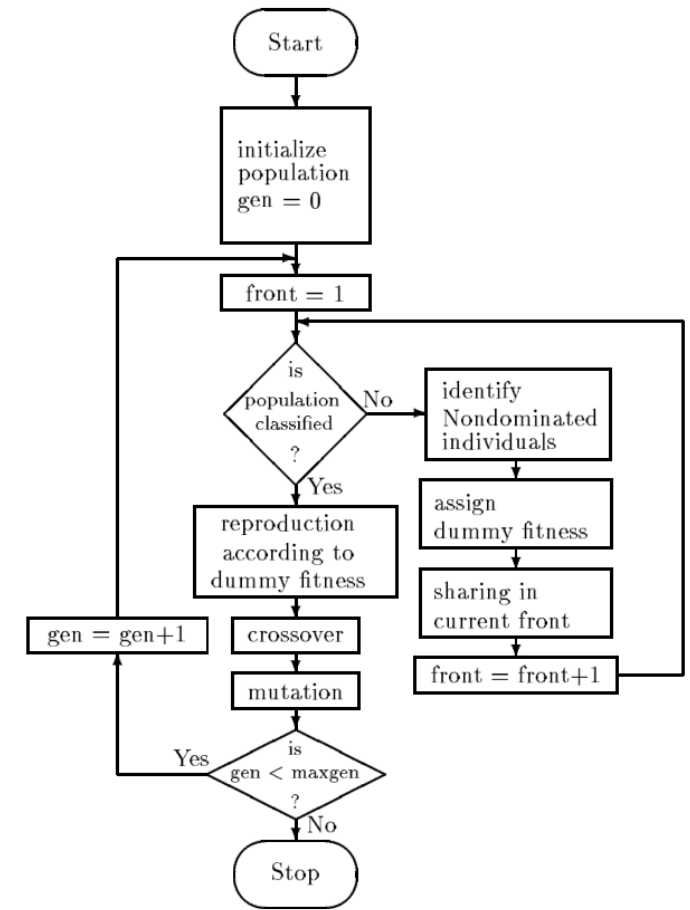 Start
initialize
population
gen = 0
front = 1
is
population
classified
?
No
Yes
identify
Nondominated
individuals
assign
dummy fitness
sharing in
current front
front = front+1
reproduction
according to
dummy fitness
crossover
mutation
is
gen < maxgen
?
Yes
gen = gen+1
No
Stop